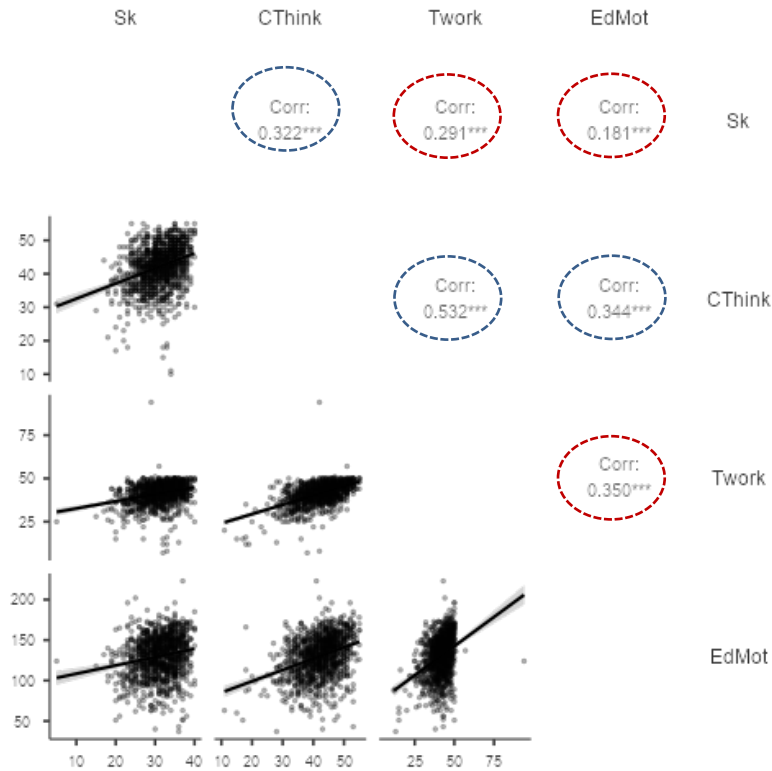 Sk CThink Twork EdMot
Corr: Corr: Corr:
0.322*** 0.291*** 0.181*** Sk
50
40
30
20
10
Corr: Corr:
0.532*** 0.344*** CThink
75
50
25
Corr:
0.350*** Twork
200
150
100
50
EdMot
10 20 30 40 10 20 30 40 50 25 50 75